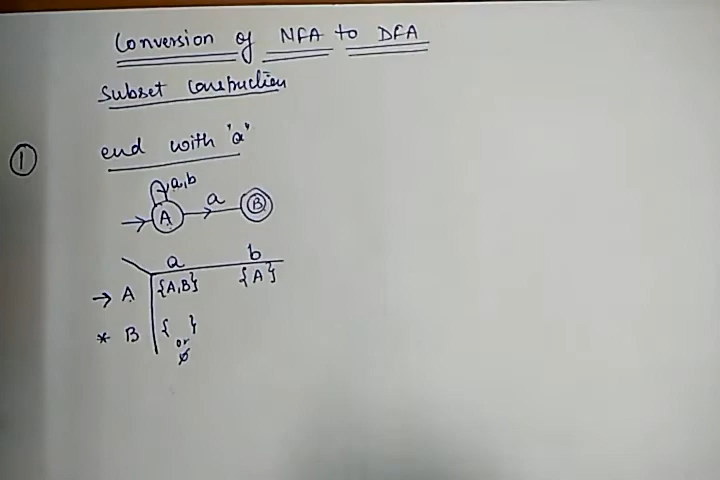 Conversion of NFA to DFA
Subset Construction
① end with "a"
a,b
A a B
a b
→ A {A,B} {A}
* B { }
or
ϕ